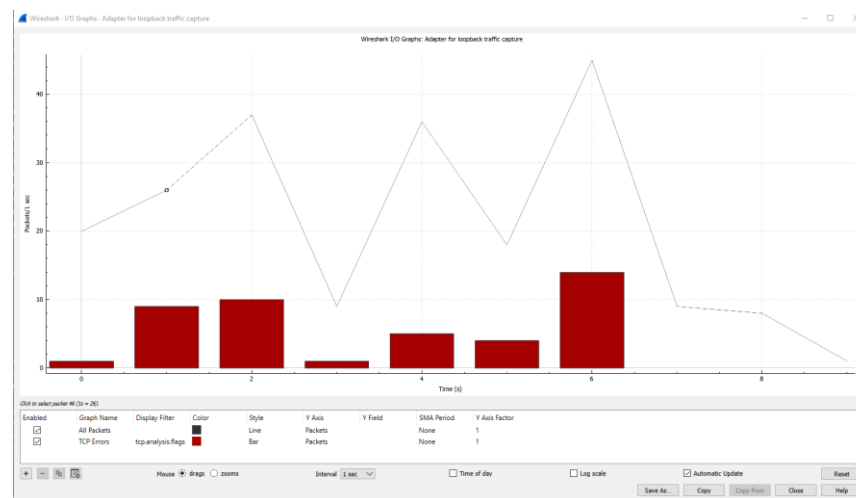 Wireshark · I/O Graphs · Adapter for loopback traffic capture
Wireshark I/O Graphs: Adapter for loopback traffic capture
40
30
20
10
0
Packets/1 sec
0 2 4 6 8
Time (s)
Click to select packet 46 (1s = 26).
Enabled Graph Name Display Filter Color Style Y Axis Y Field SMA Period Y Axis Factor
All Packets Line Packets None 1
TCP Errors tcp.analysis.flags Bar Packets None 1
+ − Mouse drags zooms Interval 1 sec Time of day Log scale Automatic Update Reset
Save As... Copy Copy from Close Help